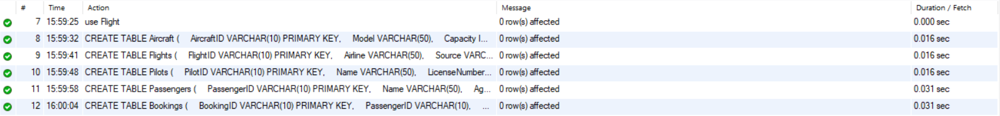 # Time Action Message Duration / Fetch
7 15:59:25 use Flight 0 row(s) affected 0.000 sec
8 15:59:32 CREATE TABLE Aircraft ( AircraftID VARCHAR(10) PRIMARY KEY, Model VARCHAR(50), Capacity I... 0 row(s) affected 0.016 sec
9 15:59:41 CREATE TABLE Flights ( FlightID VARCHAR(10) PRIMARY KEY, Airline VARCHAR(50), Source VARC... 0 row(s) affected 0.016 sec
10 15:59:48 CREATE TABLE Pilots ( PilotID VARCHAR(10) PRIMARY KEY, Name VARCHAR(50), LicenseNumber... 0 row(s) affected 0.016 sec
11 15:59:58 CREATE TABLE Passengers ( PassengerID VARCHAR(10) PRIMARY KEY, Name VARCHAR(50), Ag... 0 row(s) affected 0.031 sec
12 16:00:04 CREATE TABLE Bookings ( BookingID VARCHAR(10) PRIMARY KEY, PassengerID VARCHAR(10), ... 0 row(s) affected 0.031 sec